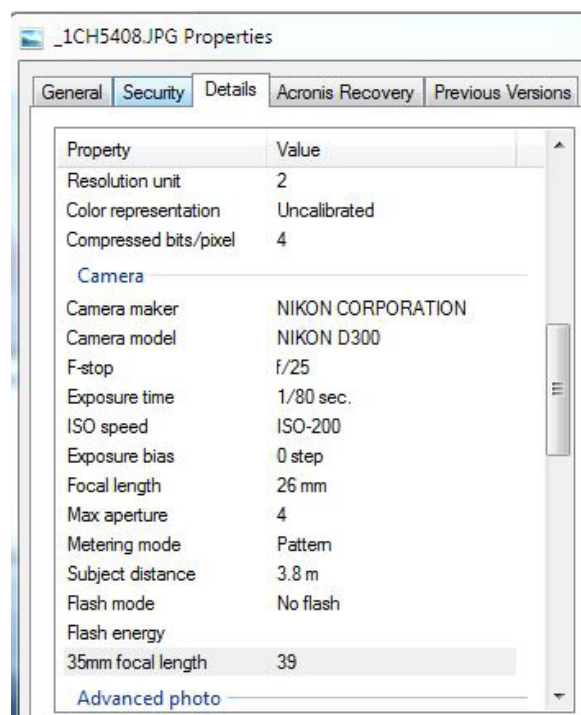 _1CH5408.JPG Properties
General Security Details Acronis Recovery Previous Versions
Property Value
Resolution unit 2
Color representation Uncalibrated
Compressed bits/pixel 4
Camera
Camera maker NIKON CORPORATION
Camera model NIKON D300
F-stop f/25
Exposure time 1/80 sec.
ISO speed ISO-200
Exposure bias 0 step
Focal length 26 mm
Max aperture 4
Metering mode Pattern
Subject distance 3.8 m
Flash mode No flash
Flash energy
35mm focal length 39
Advanced photo